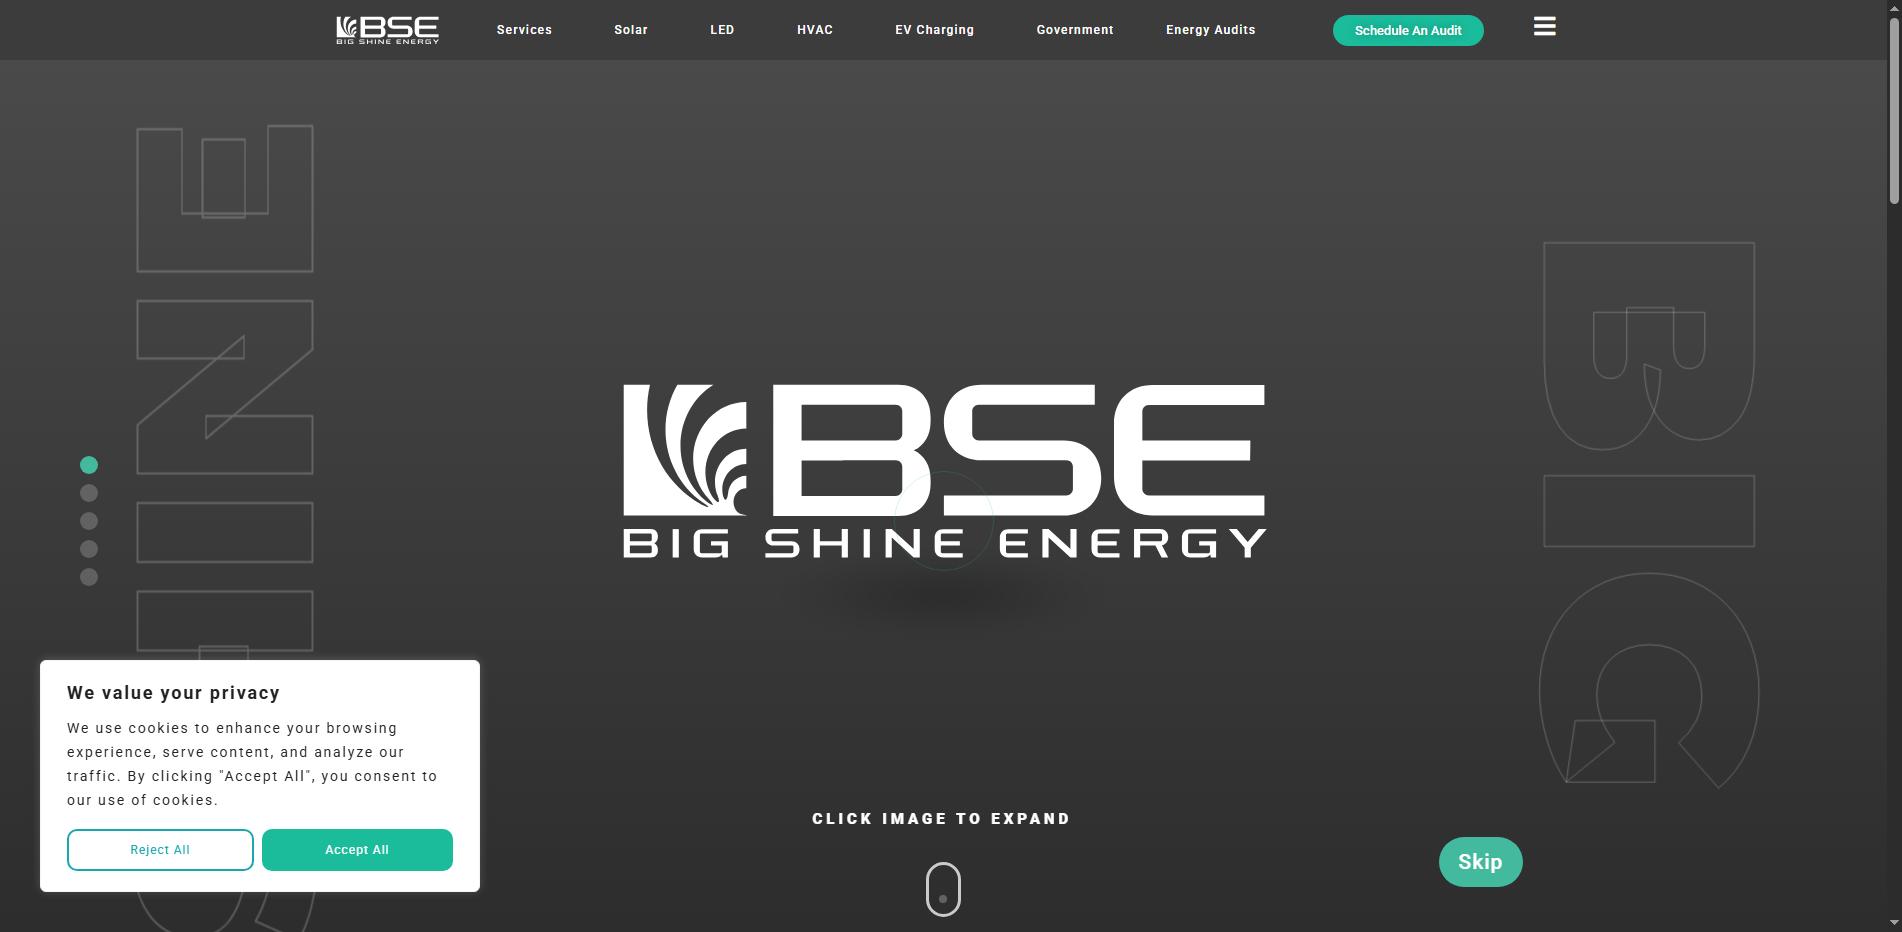 BSE
BIG SHINE ENERGY
Services
Solar
LED
HVAC
EV Charging
Government
Energy Audits
Schedule An Audit
SHINE
BIG
BSE
BIG SHINE ENERGY
We value your privacy
We use cookies to enhance your browsing
experience, serve content, and analyze our
traffic. By clicking "Accept All", you consent to
our use of cookies.
Reject All
Accept All
CLICK IMAGE TO EXPAND
Skip